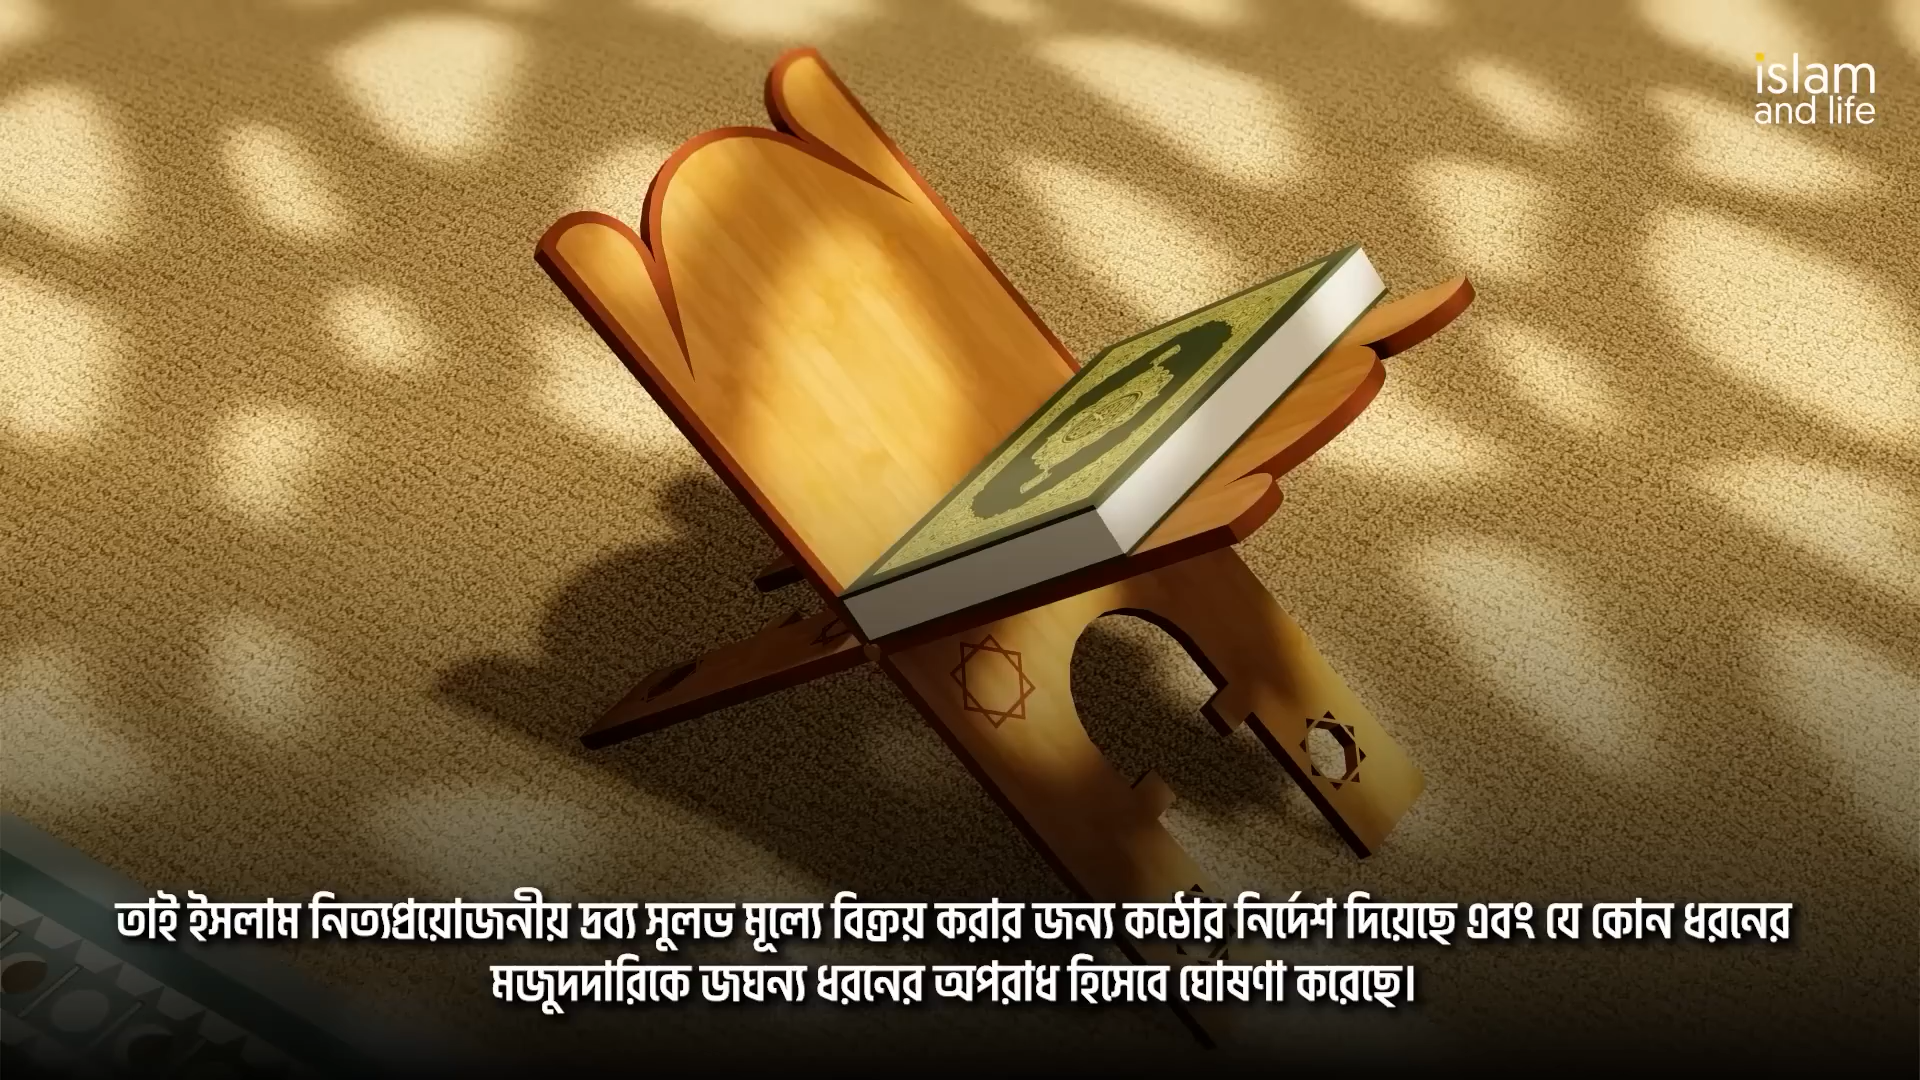 islam
and life
তাই ইসলাম নিত্যপ্রয়োজনীয় দ্রব্য সুলভ মূল্যে বিক্রয় করার জন্য কঠোর নির্দেশ দিয়েছে এবং যে কোন ধরনের
মজুদদারিকে জঘন্য ধরনের অপরাধ হিসেবে ঘোষণা করেছে।